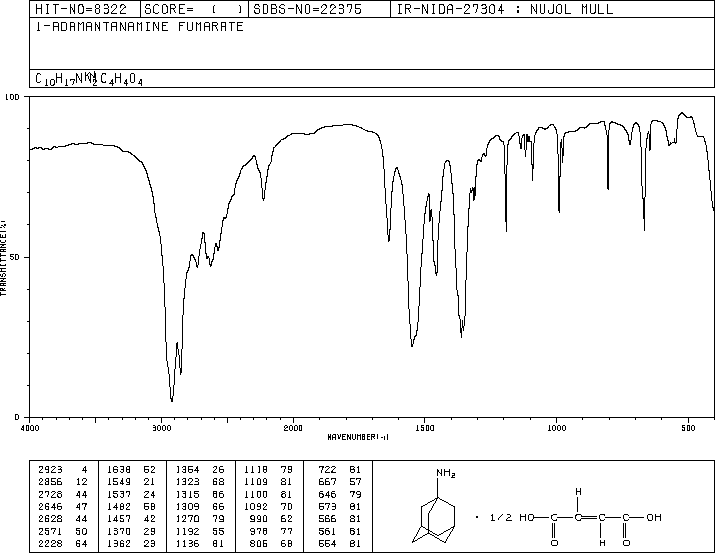 HIT-NO=8322 SCORE= ( ) SDBS-NO=22375 IR-NIDA-27304 : NUJOL MULL
1-ADAMANTANAMINE FUMARATE
C10H17N C4H4O4
100
50
0
TRANSMITTANCE(%)
4000 3000 2000 1500 1000 500
WAVENUMBER(-1)
2923 4 1638 52 1354 26 1118 79 722 81
2856 12 1549 21 1323 68 1109 81 667 57
2728 44 1537 24 1315 86 1100 81 646 79
2646 47 1482 58 1309 66 1092 70 573 81
2628 44 1457 42 1270 79 990 62 566 81
2571 50 1370 29 1192 55 978 77 561 81
2228 64 1362 23 1136 81 806 68 554 81
NH2
· 1/2 HO O H H O OH